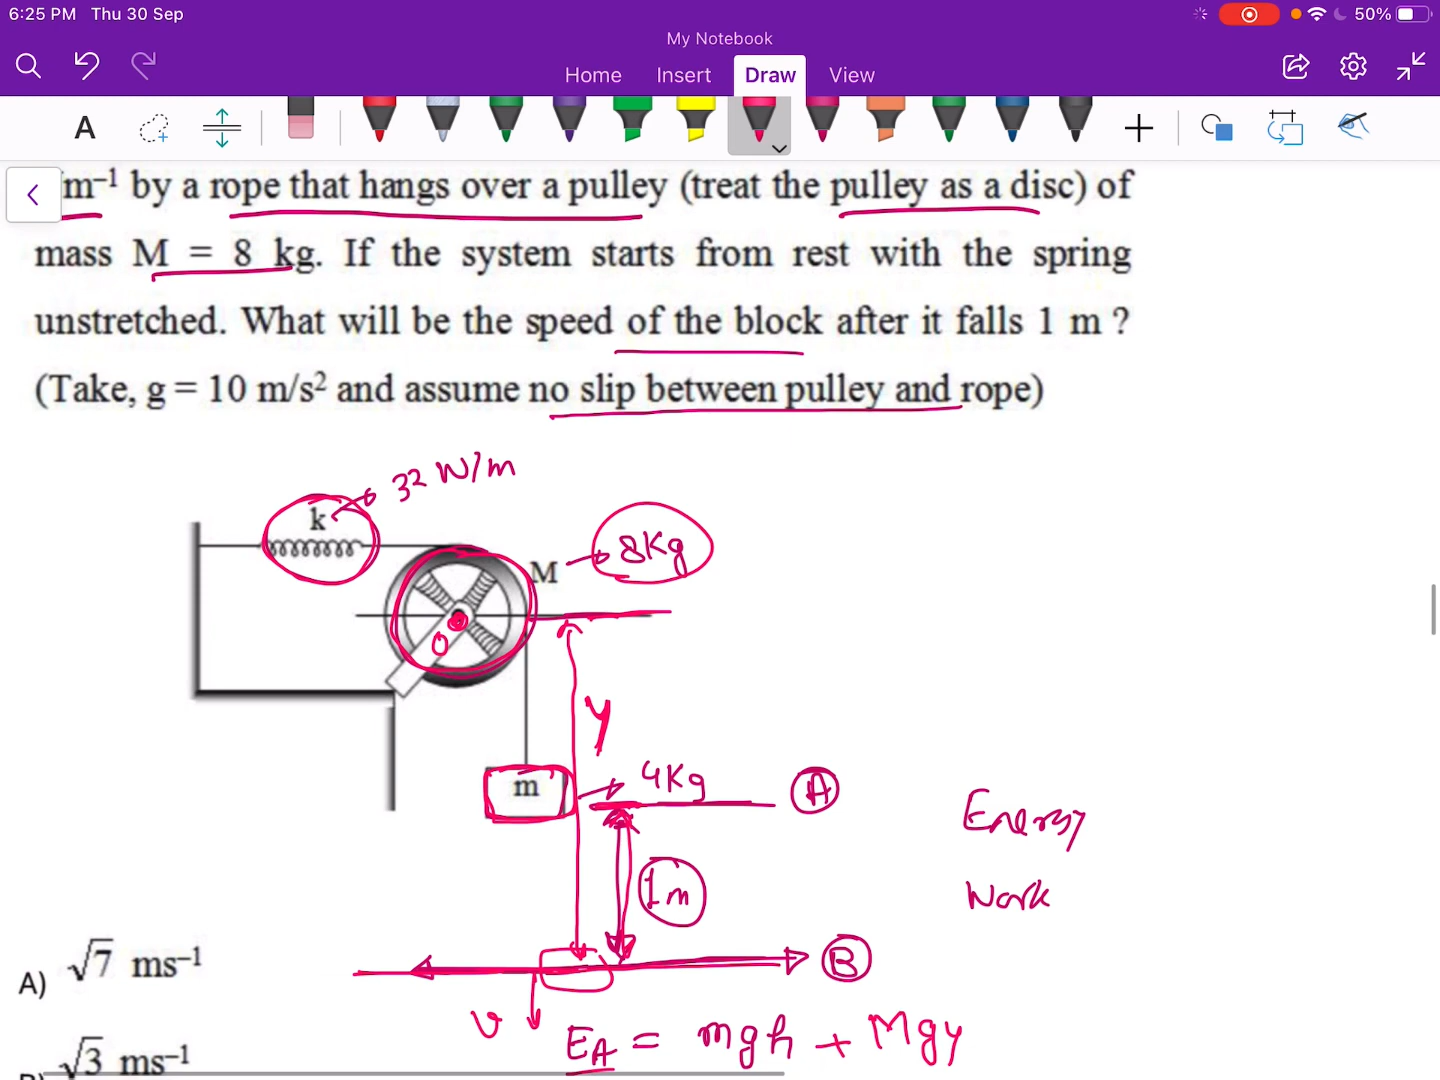 6:25 PM Thu 30 Sep
50%
My Notebook
Home Insert Draw View
A
m⁻¹ by a rope that hangs over a pulley (treat the pulley as a disc) of
mass M = 8 kg. If the system starts from rest with the spring
unstretched. What will be the speed of the block after it falls 1 m ?
(Take, g = 10 m/s² and assume no slip between pulley and rope)
32 N/m
k
M
8Kg
O
y
m
4Kg
A
Energy
1m
Work
A) √7 ms⁻¹
B
v
E_A = mgh + Mgy
√3 ms⁻¹